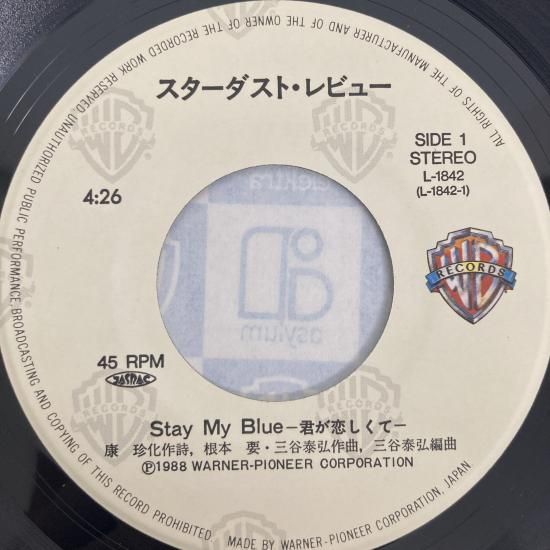 ALL RIGHTS OF THE MANUFACTURER AND OF THE OWNER OF THE RECORDED WORK RESERVED. UNAUTHORIZED PUBLIC PERFORMANCE, BROADCASTING AND COPYING OF THIS RECORD PROHIBITED
スターダスト・レビュー
SIDE 1
STEREO
L-1842
(L-1842-1)
4:26
RECORDS
45 RPM
JASRAC
elektra
asylum
Stay My Blue－君が恋しくて－
康 珍化作詩, 根本 要・三谷泰弘作曲, 三谷泰弘編曲
Ⓟ1988 WARNER-PIONEER CORPORATION
MADE BY WARNER-PIONEER CORPORATION, JAPAN